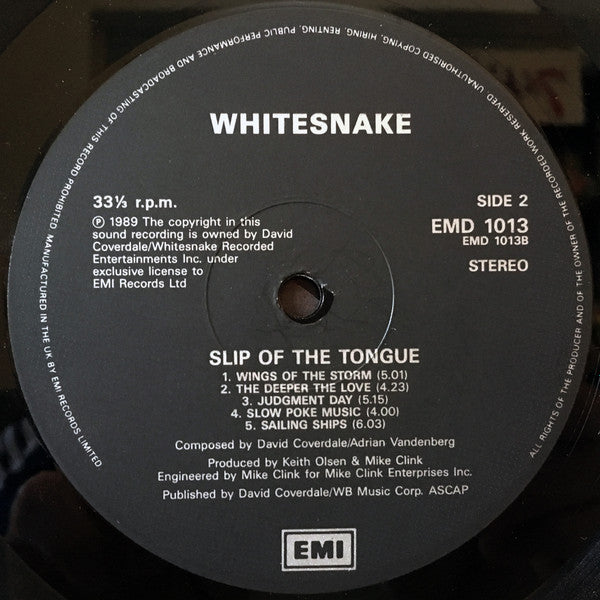 ALL RIGHTS OF THE PRODUCER AND OF THE OWNER OF THE RECORDED WORK RESERVED UNAUTHORISED COPYING, HIRING, RENTING, PUBLIC PERFORMANCE AND BROADCASTING OF THIS RECORD PROHIBITED MANUFACTURED IN THE UK BY EMI RECORDS LIMITED
WHITESNAKE
33⅓ r.p.m.
SIDE 2
℗ 1989 The copyright in this
sound recording is owned by David
Coverdale/Whitesnake Recorded
Entertainments Inc. under
exclusive license to
EMI Records Ltd
EMD 1013
EMD 1013B
STEREO
SLIP OF THE TONGUE
1. WINGS OF THE STORM (5.01)
2. THE DEEPER THE LOVE (4.23)
3. JUDGMENT DAY (5.15)
4. SLOW POKE MUSIC (4.00)
5. SAILING SHIPS (6.03)
Composed by David Coverdale/Adrian Vandenberg
Produced by Keith Olsen & Mike Clink
Engineered by Mike Clink for Mike Clink Enterprises Inc.
Published by David Coverdale/WB Music Corp. ASCAP
EMI